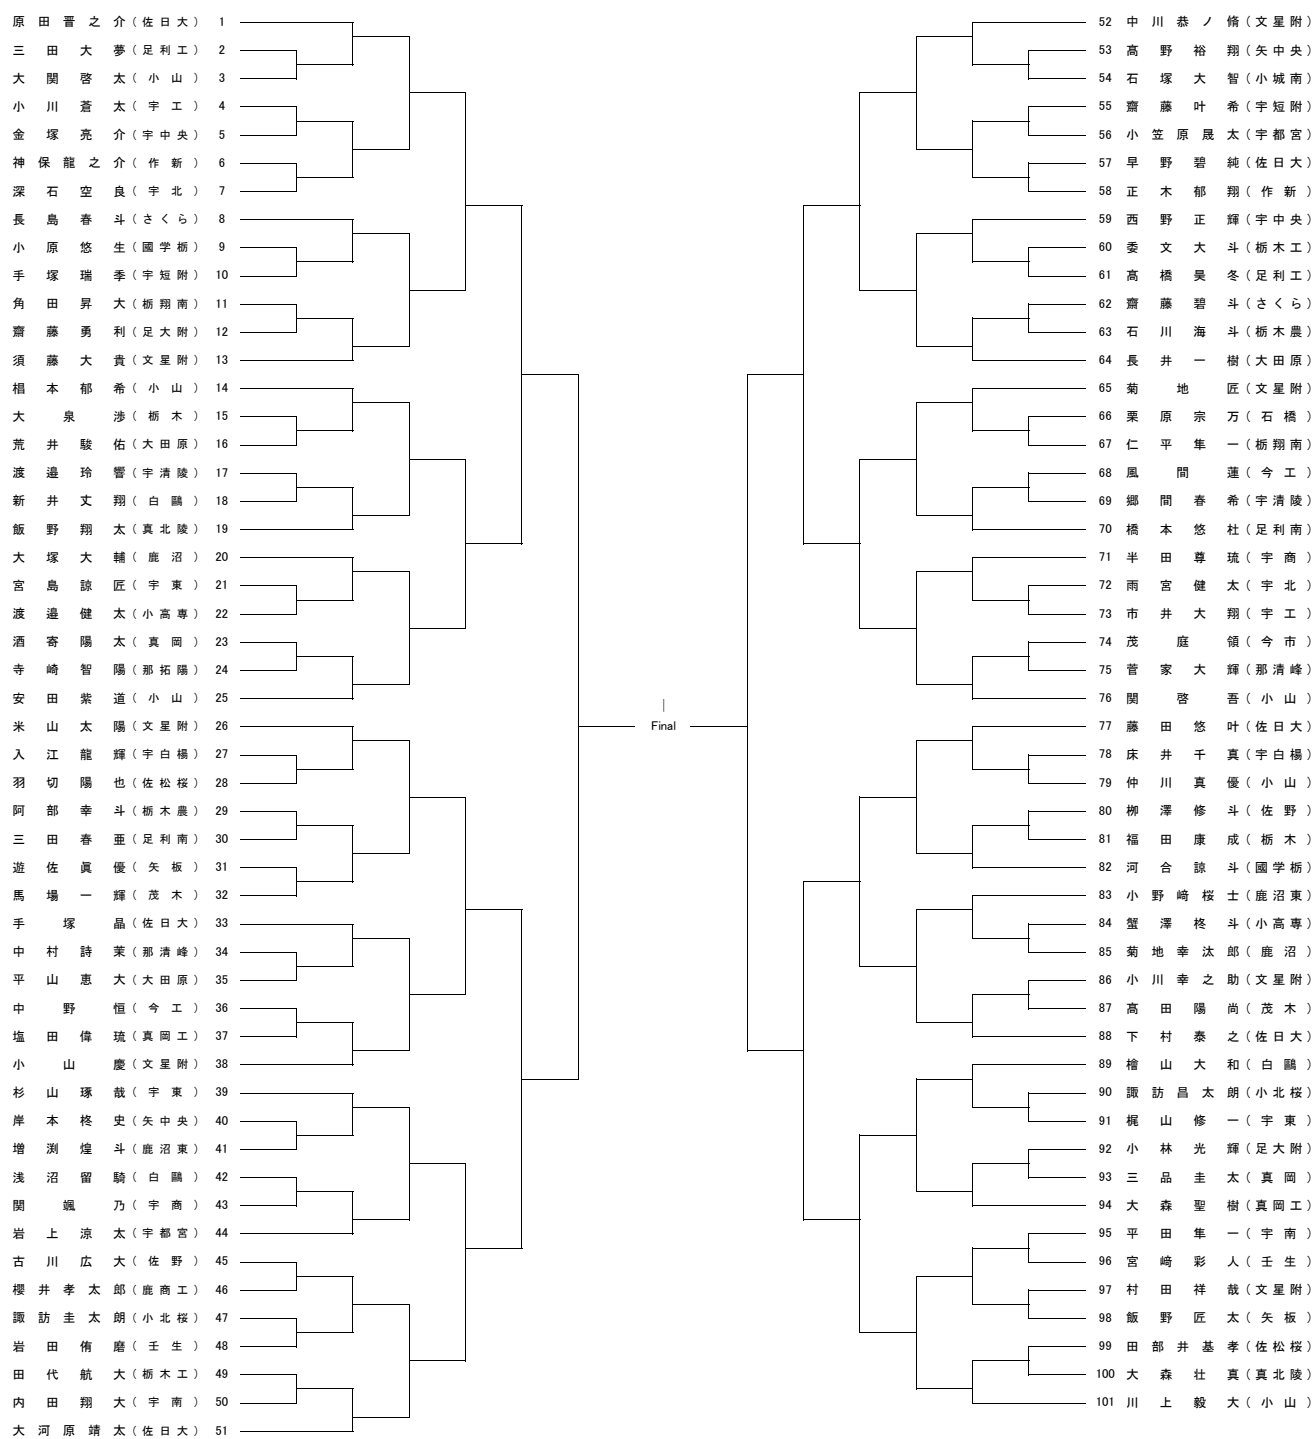 原田晋之介(佐日大) 1
三田大夢(足利工) 2
大関啓太(小山) 3
小川蒼太(宇工) 4
金塚亮介(宇中央) 5
神保龍之介(作新) 6
深石空良(宇北) 7
長島春斗(さくら) 8
小原悠生(國学栃) 9
手塚瑞季(宇短附) 10
角田昇大(栃翔南) 11
齋藤勇利(足大附) 12
須藤大貴(文星附) 13
椙本郁希(小山) 14
大泉渉(栃木) 15
荒井駿佑(大田原) 16
渡邉玲響(宇清陵) 17
新井丈翔(白鷗) 18
飯野翔太(真北陵) 19
大塚大輔(鹿沼) 20
宮島諒匠(宇東) 21
渡邉健太(小高専) 22
酒寄陽太(真岡) 23
寺崎智陽(那拓陽) 24
安田紫道(小山) 25
米山太陽(文星附) 26
入江龍輝(宇白楊) 27
羽切陽也(佐松桜) 28
阿部幸斗(栃木農) 29
三田春亜(足利南) 30
遊佐眞優(矢板) 31
馬場一輝(茂木) 32
手塚晶(佐日大) 33
中村詩茉(那清峰) 34
平山恵大(大田原) 35
中野恒(今工) 36
塩田偉琉(真岡工) 37
小山慶(文星附) 38
杉山琢哉(宇東) 39
岸本柊史(矢中央) 40
増渕煌斗(鹿沼東) 41
浅沼留騎(白鷗) 42
関颯乃(宇商) 43
岩上涼太(宇都宮) 44
古川広大(佐野) 45
櫻井孝太郎(鹿商工) 46
諏訪圭太朗(小北桜) 47
岩田侑磨(壬生) 48
田代航大(栃木工) 49
内田翔大(宇南) 50
大河原靖太(佐日大) 51
Final
52 中川恭ノ脩(文星附)
53 髙野裕翔(矢中央)
54 石塚大智(小城南)
55 齋藤叶希(宇短附)
56 小笠原晟太(宇都宮)
57 早野碧純(佐日大)
58 正木郁翔(作新)
59 西野正輝(宇中央)
60 委文大斗(栃木工)
61 髙橋昊冬(足利工)
62 齋藤碧斗(さくら)
63 石川海斗(栃木農)
64 長井一樹(大田原)
65 菊地匠(文星附)
66 栗原宗万(石橋)
67 仁平隼一(栃翔南)
68 風間蓮(今工)
69 郷間春希(宇清陵)
70 橋本悠杜(足利南)
71 半田尊琉(宇商)
72 雨宮健太(宇北)
73 市井大翔(宇工)
74 茂庭領(今市)
75 菅家大輝(那清峰)
76 関啓吾(小山)
77 藤田悠叶(佐日大)
78 床井千真(宇白楊)
79 仲川真優(小山)
80 栁澤修斗(佐野)
81 福田康成(栃木)
82 河合諒斗(國学栃)
83 小野﨑桜士(鹿沼東)
84 蟹澤柊斗(小高専)
85 菊地幸汰郎(鹿沼)
86 小川幸之助(文星附)
87 髙田陽尚(茂木)
88 下村泰之(佐日大)
89 檜山大和(白鷗)
90 諏訪昌太朗(小北桜)
91 梶山修一(宇東)
92 小林光輝(足大附)
93 三品圭太(真岡)
94 大森聖樹(真岡工)
95 平田隼一(宇南)
96 宮﨑彩人(壬生)
97 村田祥哉(文星附)
98 飯野匠太(矢板)
99 田部井基孝(佐松桜)
100 大森壮真(真北陵)
101 川上毅大(小山)